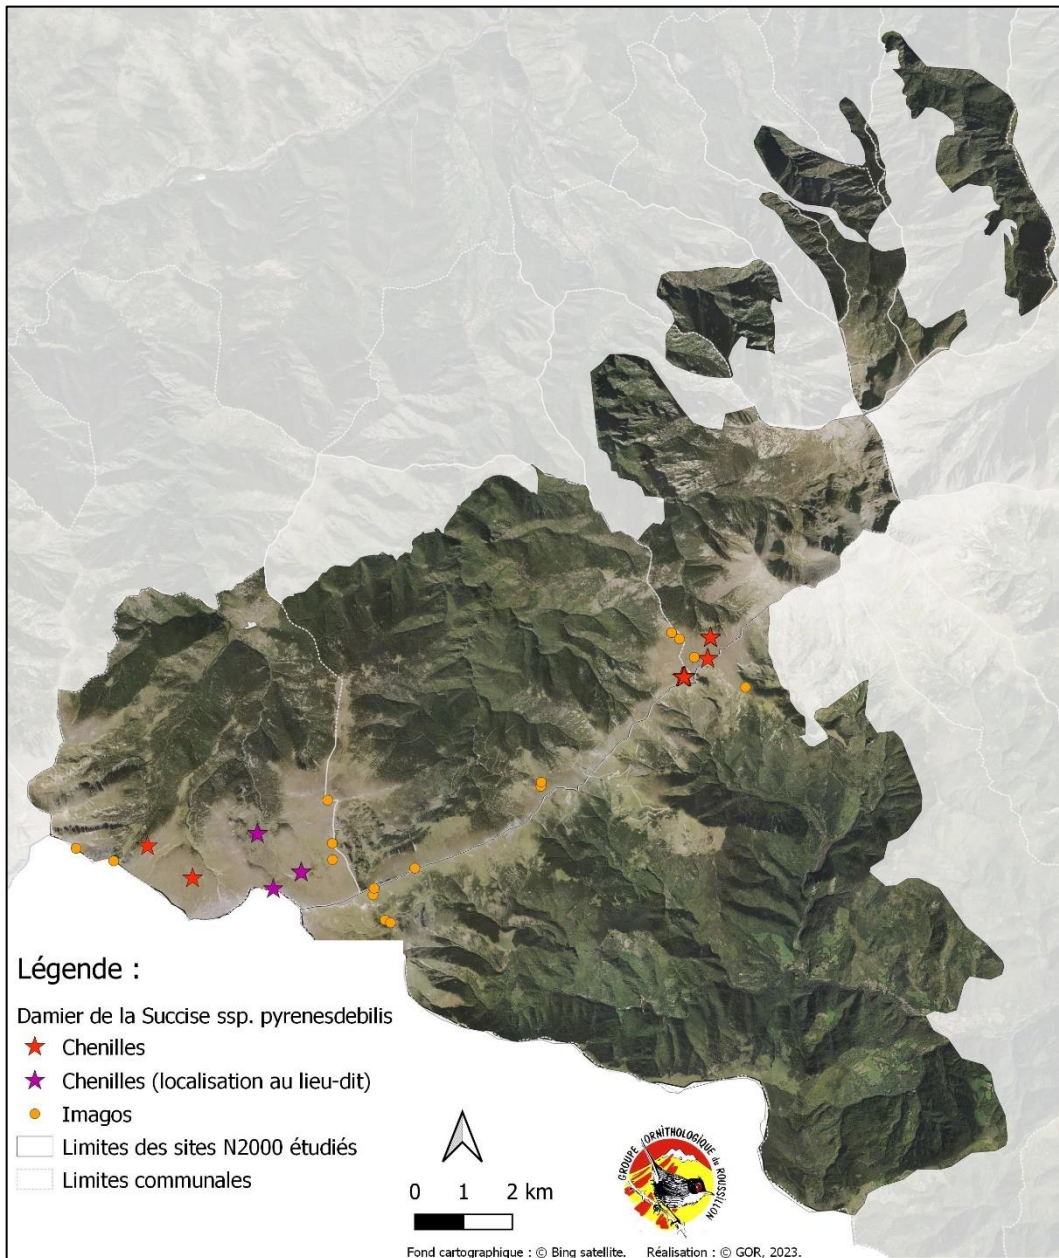 Légende :
Damier de la Succise ssp. pyrenesdebilis
Chenilles
Chenilles (localisation au lieu-dit)
Imagos
Limites des sites N2000 étudiés
Limites communales
0 1 2 km
GROUPE ORNITHOLOGIQUE du ROUSSILLON
Fond cartographique : © Bing satellite. Réalisation : © GOR, 2023.